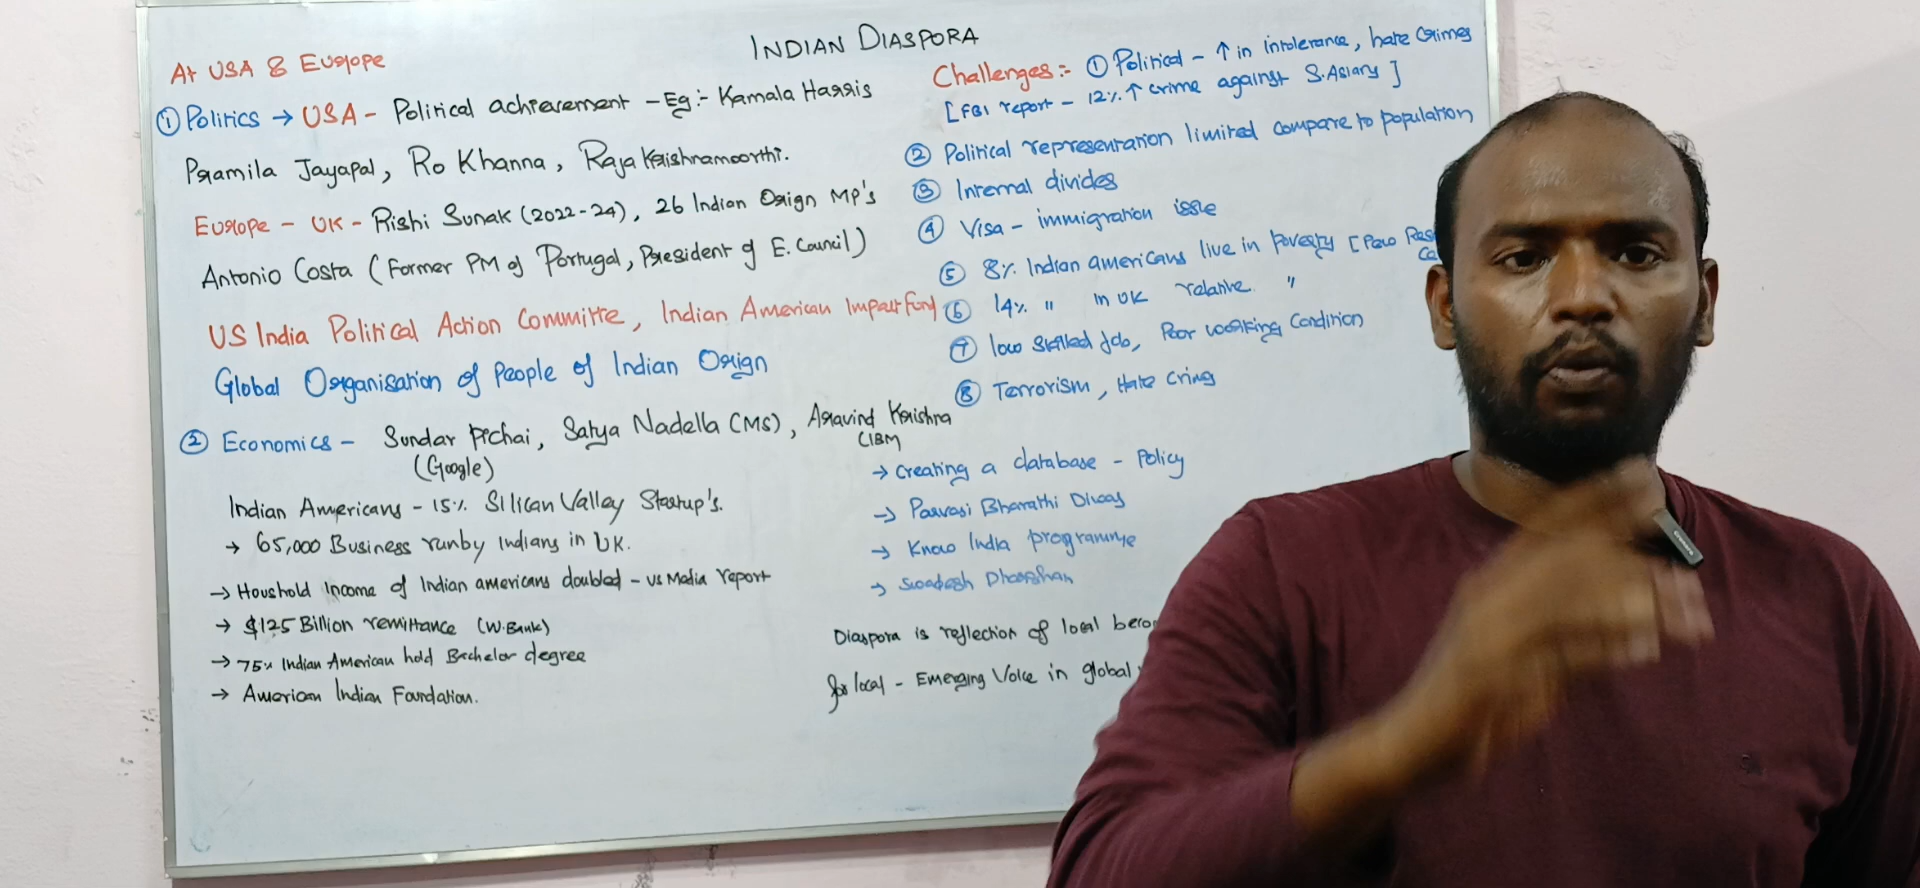 INDIAN DIASPORA
At USA & Europe
① Politics → USA - Political achievement - Eg:- Kamala Harris
Pramila Jayapal, Ro Khanna, Raja Krishnamoorthi.
Europe - UK - Rishi Sunak (2022-24), 26 Indian Orign MP's
Antonio Costa (Former PM of Portugal, President of E. Council)
US India Political Action Committe, Indian American Impact Fund
Global Organisation of People of Indian Orign
② Economics - Sundar Pichai, Satya Nadella (MS), Aravind Krishna
(Google)
(IBM
Indian Americans - 15% Silican Valley Startup's.
→ 65,000 Business run by Indians in UK.
→ Houshold Income of Indian americans doubled - US Media report
→ $125 Billion remittance (W.Bank)
→ 75% Indian American hold Bachelor degree
→ American Indian Foundation.
Challenges:- ① Political - ↑ in intolerance, hate crimes
[FBI report - 12% ↑ crime against S.Asians]
② Political representation limited compare to population
③ Internal divides
④ Visa - immigration issue
⑤ 8% Indian americans live in poverty [Pew
⑥ 14% " in UK relative "
⑦ low skilled job, Poor working Condition
⑧ Terrorism, Hate
→ Creating a database - Policy
→ Bharathi
→ Know India programme
→ Swadesh
Diaspora is reflection of local
for local - Emerging Voice in global